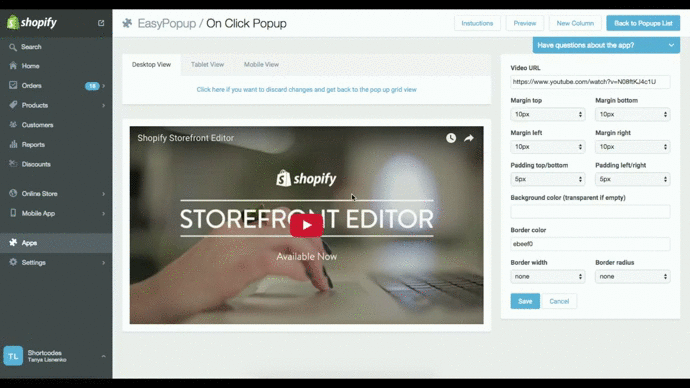 shopify
Search
Home
Orders 18
Products
Customers
Reports
Discounts
Online Store
Mobile App
Apps
Settings
TL
Shortcodes
Tanya Lisnenko
EasyPopup / On Click Popup
Instuctions
Preview
New Column
Back to Popups List
Have questions about the app?
Desktop View
Tablet View
Mobile View
Click here if you want to discard changes and get back to the pop up grid view
Shopify Storefront Editor
shopify
STOREFRONT EDITOR
Available Now
Video URL
https://www.youtube.com/watch?v=N08ftKJ4c1U
Margin top Margin bottom
10px 10px
Margin left Margin right
10px 10px
Padding top/bottom Padding left/right
5px 5px
Background color (transparent if empty)
Border color
ebeef0
Border width Border radius
none none
Save Cancel